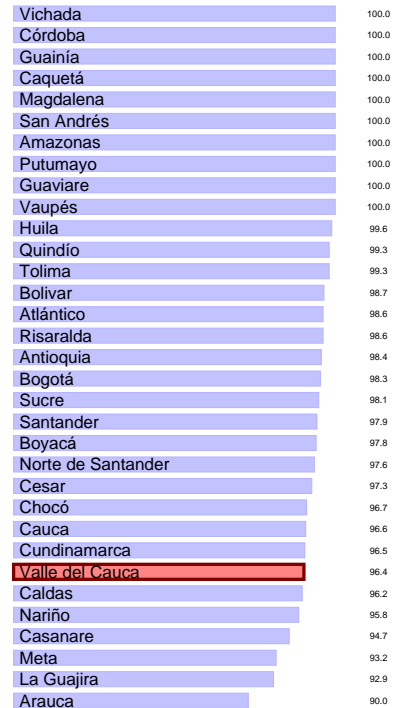 Vichada 100.0
Córdoba 100.0
Guainía 100.0
Caquetá 100.0
Magdalena 100.0
San Andrés 100.0
Amazonas 100.0
Putumayo 100.0
Guaviare 100.0
Vaupés 100.0
Huila 99.6
Quindío 99.3
Tolima 99.3
Bolivar 98.7
Atlántico 98.6
Risaralda 98.6
Antioquia 98.4
Bogotá 98.3
Sucre 98.1
Santander 97.9
Boyacá 97.8
Norte de Santander 97.6
Cesar 97.3
Chocó 96.7
Cauca 96.6
Cundinamarca 96.5
Valle del Cauca 96.4
Caldas 96.2
Nariño 95.8
Casanare 94.7
Meta 93.2
La Guajira 92.9
Arauca 90.0